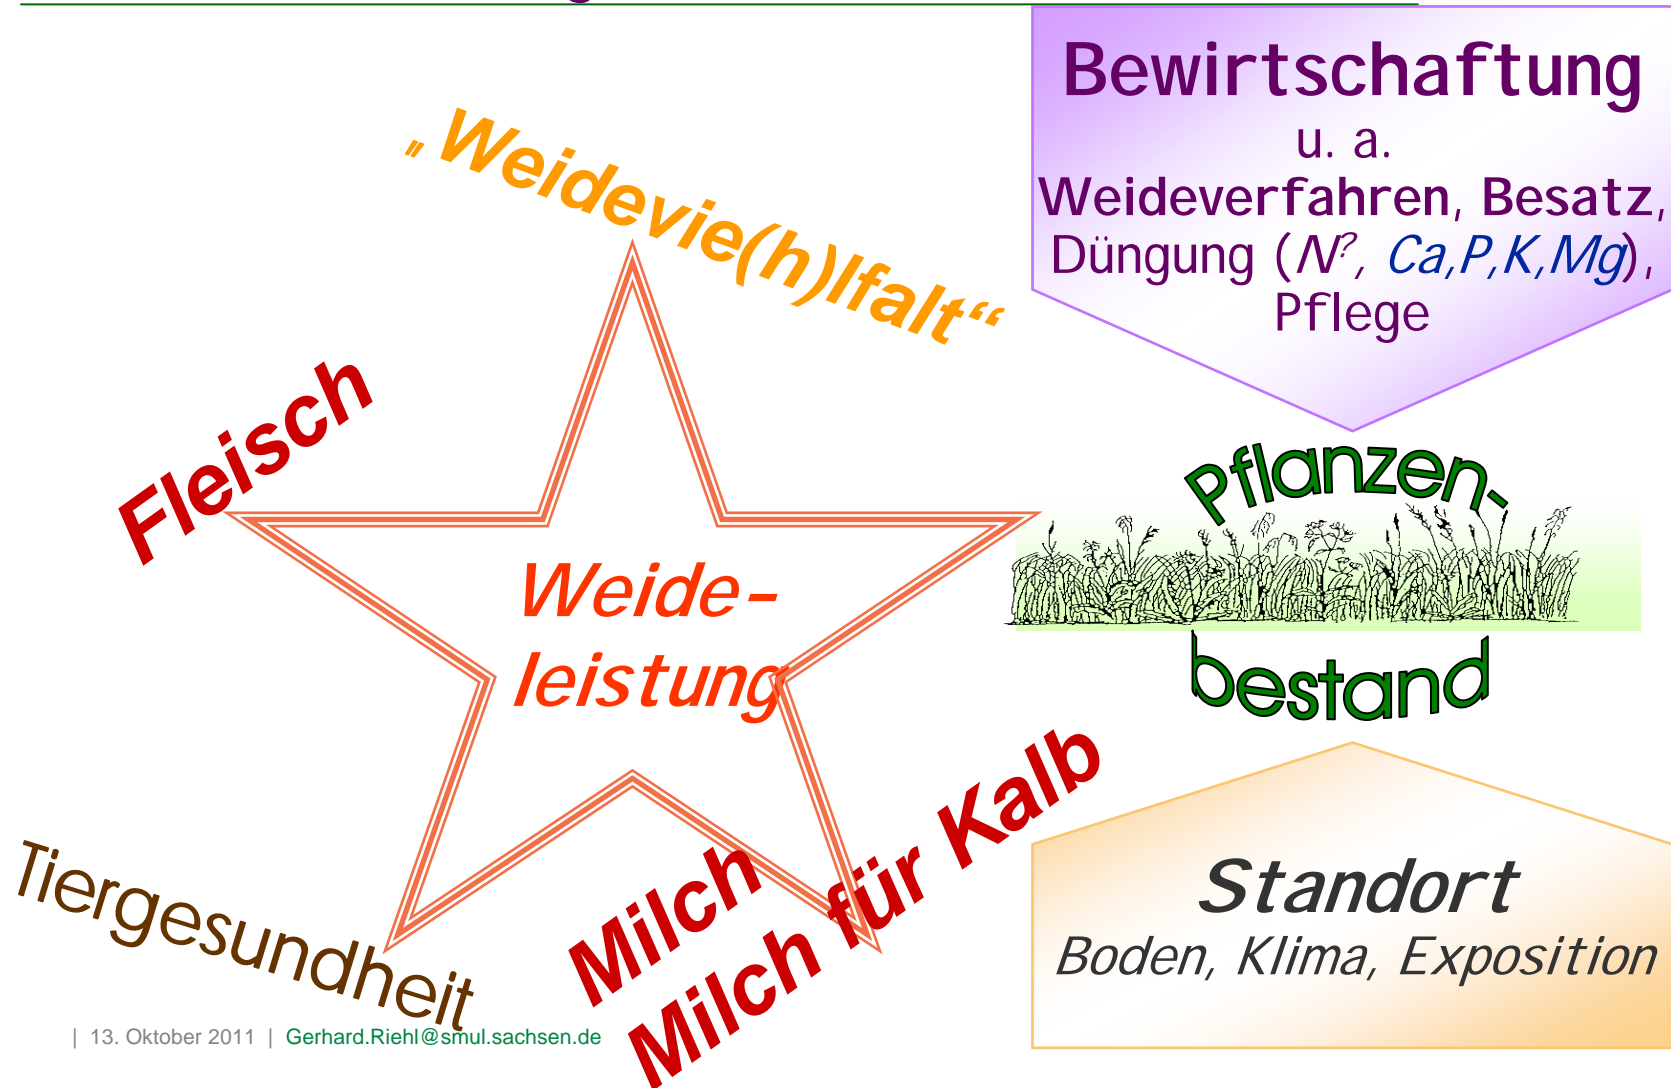 Bewirtschaftung
u. a.
Weideverfahren, Besatz,
Düngung (N?, Ca,P,K,Mg),
Pflege
„Weidevie(h)lfalt“
Fleisch
Pflanzen-
bestand
Weide-
leistung
Milch
Milch für Kalb
Tiergesundheit
Standort
Boden, Klima, Exposition
| 13. Oktober 2011 | Gerhard.Riehl@smul.sachsen.de